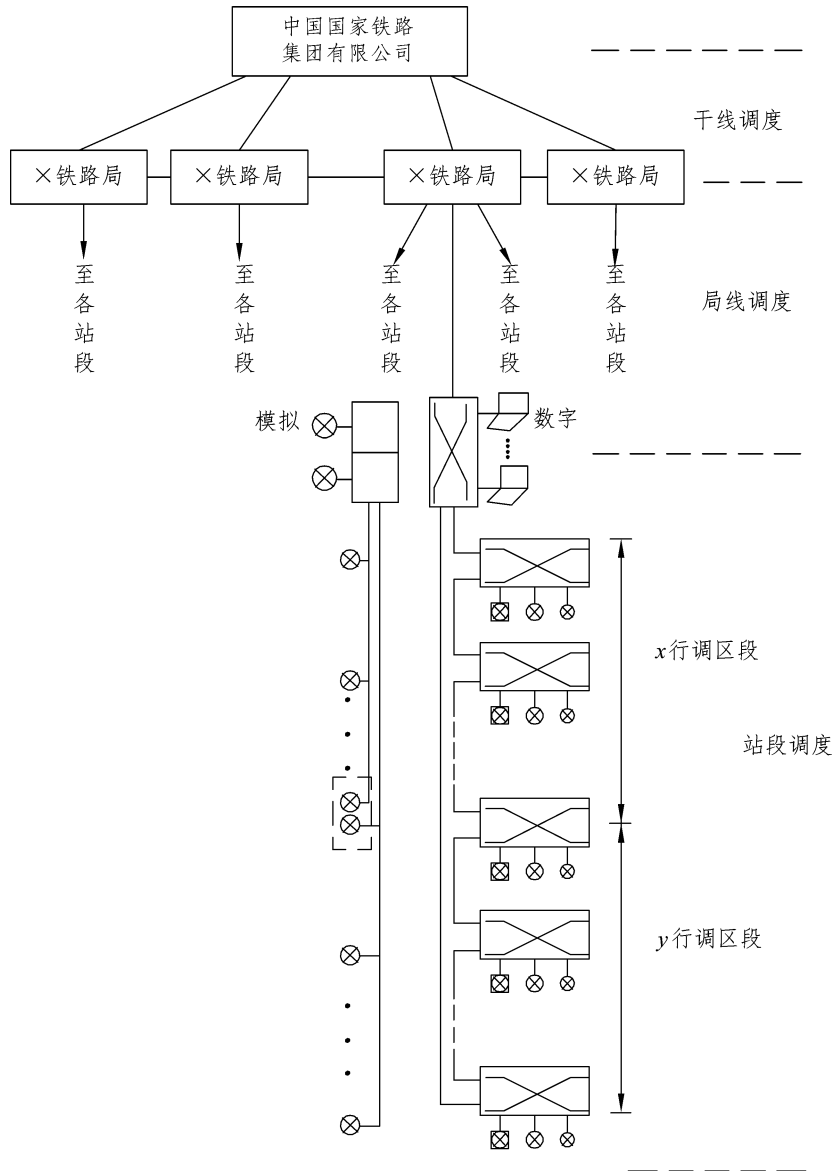 中国国家铁路
集团有限公司
干线调度
×铁路局
×铁路局
×铁路局
×铁路局
至各站段
至各站段
至各站段
至各站段
至各站段
局线调度
模拟
数字
x行调区段
站段调度
y行调区段